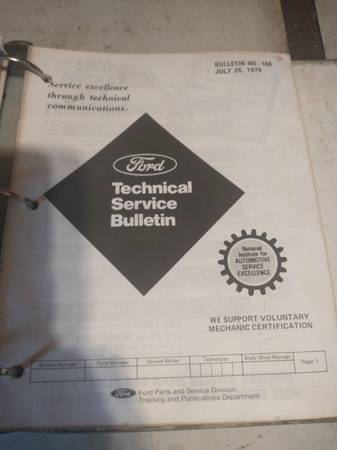 BULLETIN NO. 186
JULY 25, 1979
Service excellence
through technical
communications.
Ford
Technical
Service
Bulletin
National
Institute for
AUTOMOTIVE
SERVICE
EXCELLENCE
WE SUPPORT VOLUNTARY
MECHANIC CERTIFICATION
Service Manager Parts Manager Service Writer Technician Body Shop Manager Page 1
Ford Ford Parts and Service Division
Training and Publications Department